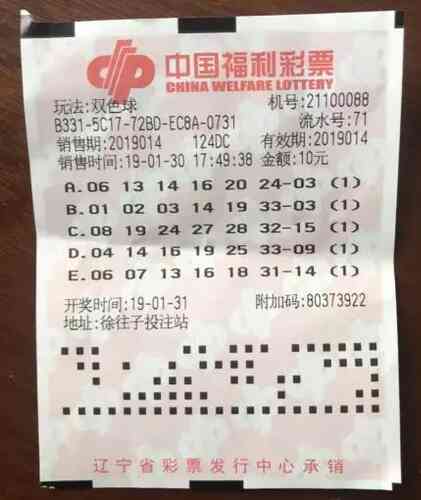 中国福利彩票
CHINA WELFARE LOTTERY
玩法:双色球 机号:21100088
B331-5C17-72BD-EC8A-0731 流水号:71
销售期:2019014 124DC 有效期:2019014
销售时间:19-01-30 17:49:38 金额:10元
A.06 13 14 16 20 24-03 (1)
B.01 02 03 14 19 33-03 (1)
C.08 19 24 27 28 32-15 (1)
D.04 14 16 19 25 33-09 (1)
E.06 07 13 16 18 31-14 (1)
开奖时间:19-01-31 附加码:80373922
地址:徐往子投注站
辽宁省彩票发行中心承销